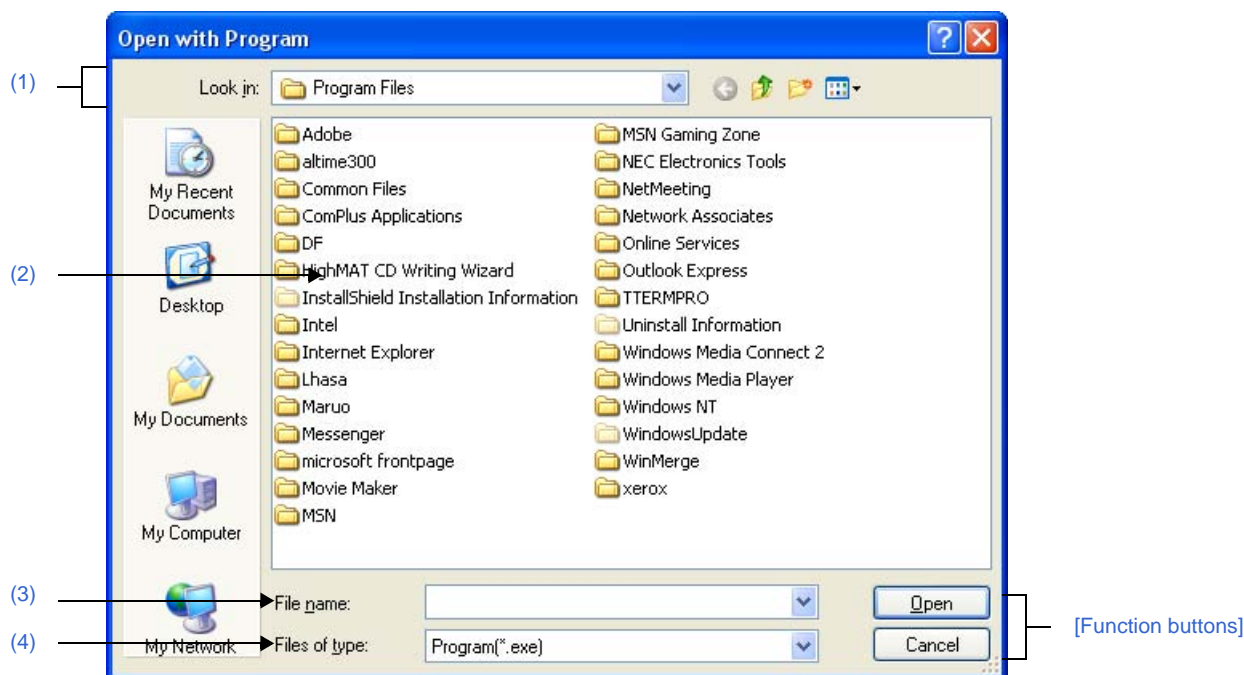 Open with Program
(1)
Look in:
Program Files
My Recent
Documents
Desktop
My Documents
My Computer
My Network
(2)
Adobe
altime300
Common Files
ComPlus Applications
DF
HighMAT CD Writing Wizard
InstallShield Installation Information
Intel
Internet Explorer
Lhasa
Maruo
Messenger
microsoft frontpage
Movie Maker
MSN
MSN Gaming Zone
NEC Electronics Tools
NetMeeting
Network Associates
Online Services
Outlook Express
TTERMPRO
Uninstall Information
Windows Media Connect 2
Windows Media Player
Windows NT
WindowsUpdate
WinMerge
xerox
(3)
File name:
Open
(4)
Files of type:
Program(*.exe)
Cancel
[Function buttons]